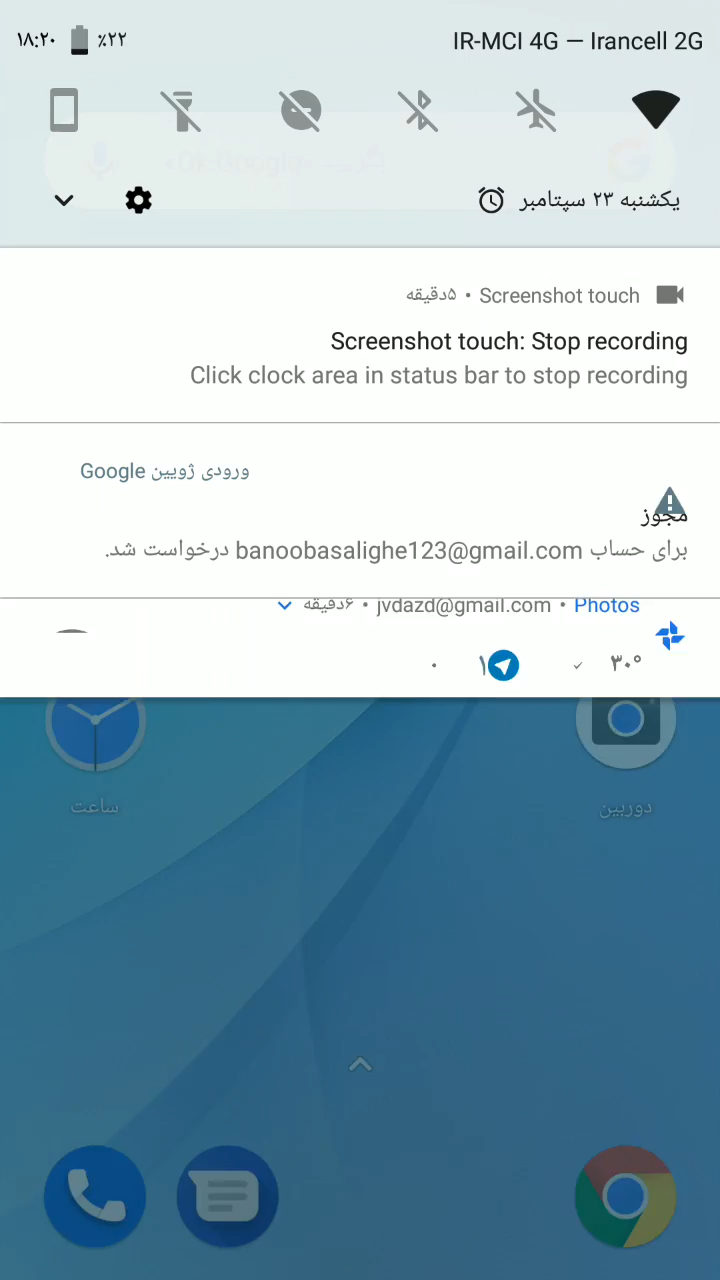 ۱۸:۲۰ ٪۲۲ IR-MCI 4G — Irancell 2G
یکشنبه ۲۳ سپتامبر
Screenshot touch • ۵دقیقه
Screenshot touch: Stop recording
Click clock area in status bar to stop recording
ورودی ژویین Google
مجوز
برای حساب banoobasalighe123@gmail.com درخواست شد.
Photos • jvdazd@gmail.com • ۶دقیقه
۳۰° ۱
ساعت
دوربین